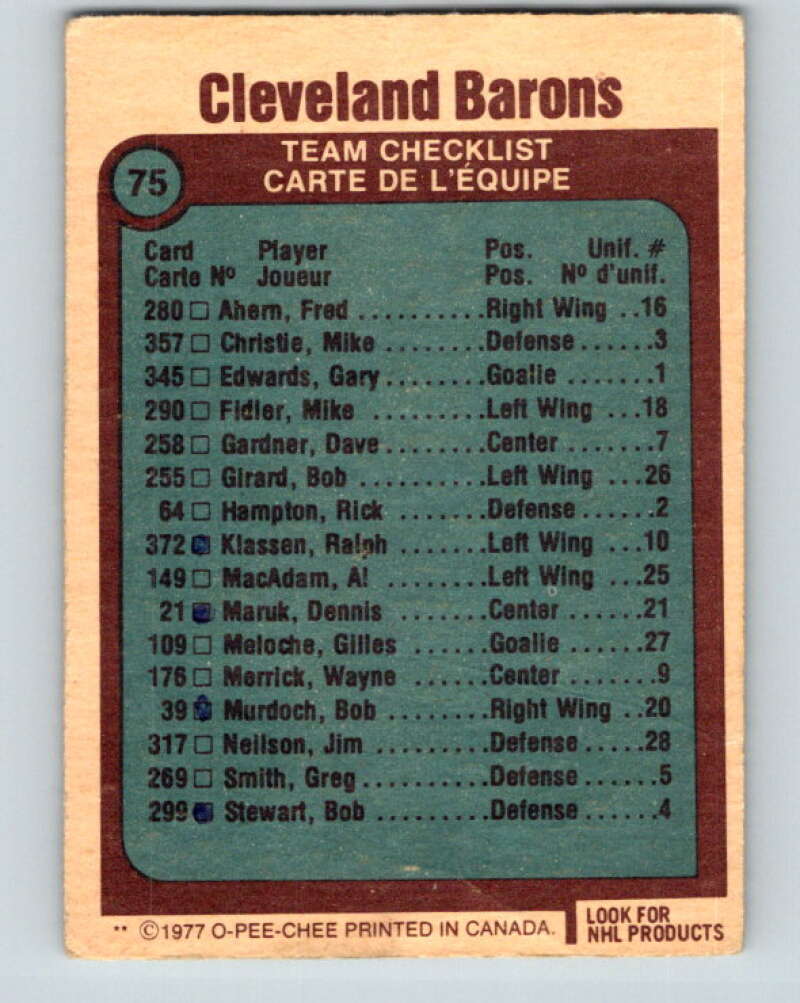 Cleveland Barons
75
TEAM CHECKLIST
CARTE DE L'ÉQUIPE
Card Player Pos. Unif. #
Carte Nº Joueur Pos. Nº d'unif.
280 □ Ahern, Fred ..........Right Wing ..16
357 □ Christie, Mike ........Defense......3
345 □ Edwards, Gary........Goalie .......1
290 □ Fidler, Mike .........Left Wing ...18
258 □ Gardner, Dave........Center .......7
255 □ Girard, Bob ..........Left Wing ...26
64 □ Hampton, Rick .......Defense......2
372 ■ Klassen, Ralph .......Left Wing ...10
149 □ MacAdam, Al ........Left Wing ...25
21 ■ Maruk, Dennis .......Center ......21
109 □ Meloche, Gilles ......Goalie ......27
176 □ Merrick, Wayne ......Center .......9
39 ■ Murdoch, Bob ........Right Wing ..20
317 □ Neilson, Jim .........Defense.....28
269 □ Smith, Greg..........Defense......5
299 ■ Stewart, Bob .........Defense......4
** ©1977 O-PEE-CHEE PRINTED IN CANADA.
LOOK FOR
NHL PRODUCTS